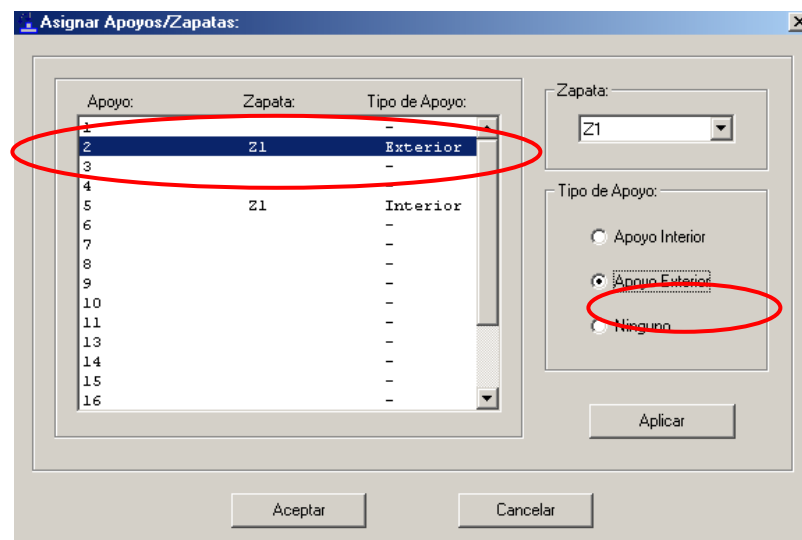 Asignar Apoyos/Zapatas:
Apoyo: Zapata: Tipo de Apoyo:
1 -
2 Z1 Exterior
3 -
4 -
5 Z1 Interior
6 -
7 -
8 -
9 -
10 -
11 -
13 -
14 -
15 -
16 -
Zapata:
Z1
Tipo de Apoyo:
Apoyo Interior
Apoyo Exterior
Ninguno
Aplicar
Aceptar Cancelar